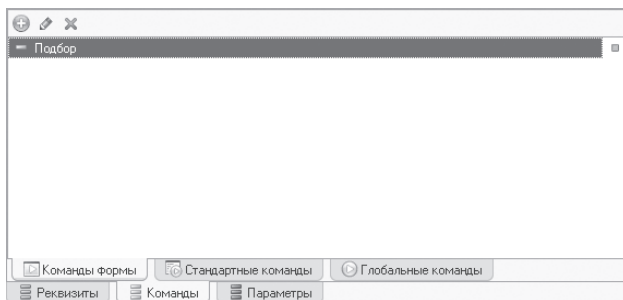 Подбор
Команды формы Стандартные команды Глобальные команды
Реквизиты Команды Параметры